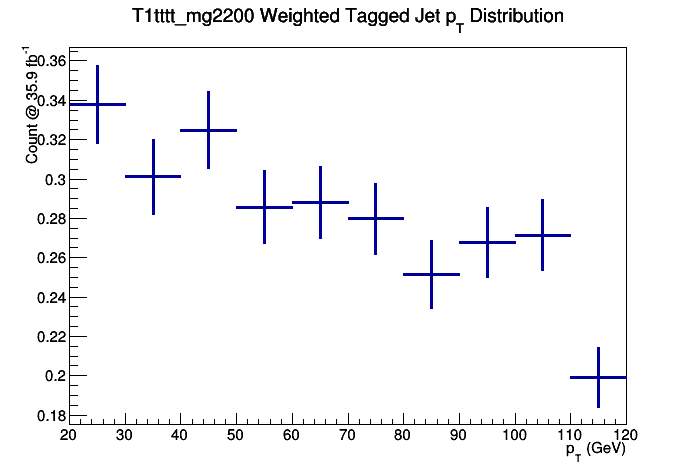 T1tttt_mg2200 Weighted Tagged Jet pT Distribution
Count @ 35.9 fb-1
0.36
0.34
0.32
0.3
0.28
0.26
0.24
0.22
0.2
0.18
20 30 40 50 60 70 80 90 100 110 120
pT (GeV)